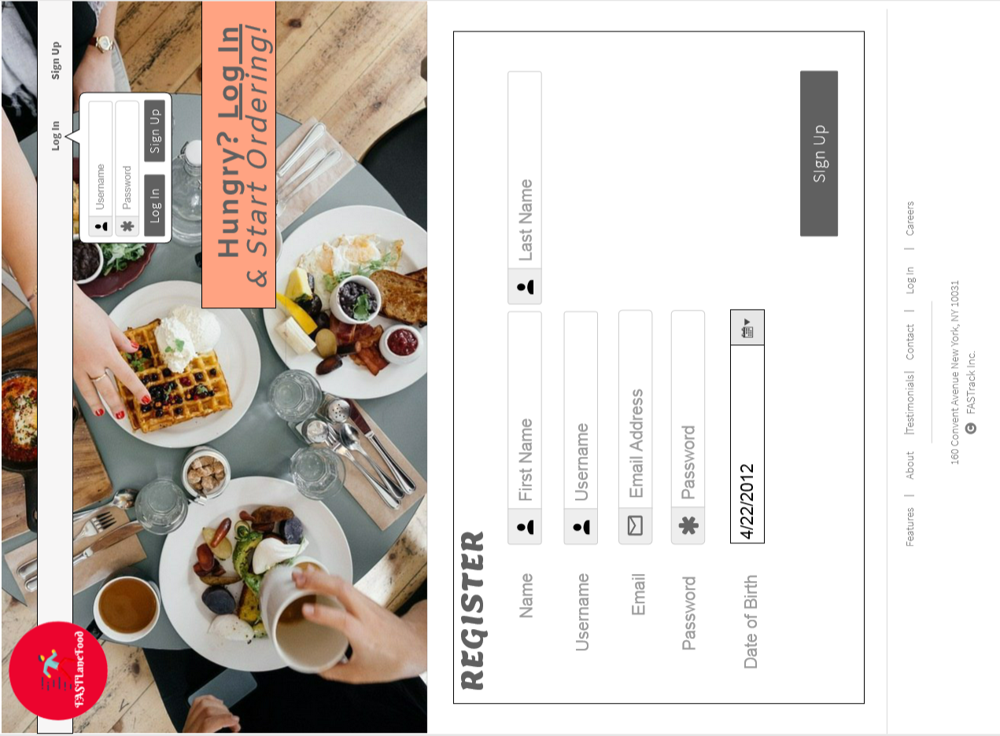 FASTLaneFood
Log In
Sign Up
Username
Password
Log In
Sign Up
Hungry? Log In
& Start Ordering!
REGISTER
Name
First Name
Last Name
Username
Username
Email
Email Address
Password
Password
Date of Birth
4/22/2012
SIgn Up
Features | About |Testimonials| Contact | Log In | Careers
160 Convent Avenue New York, NY 10031
© FASTrack Inc.